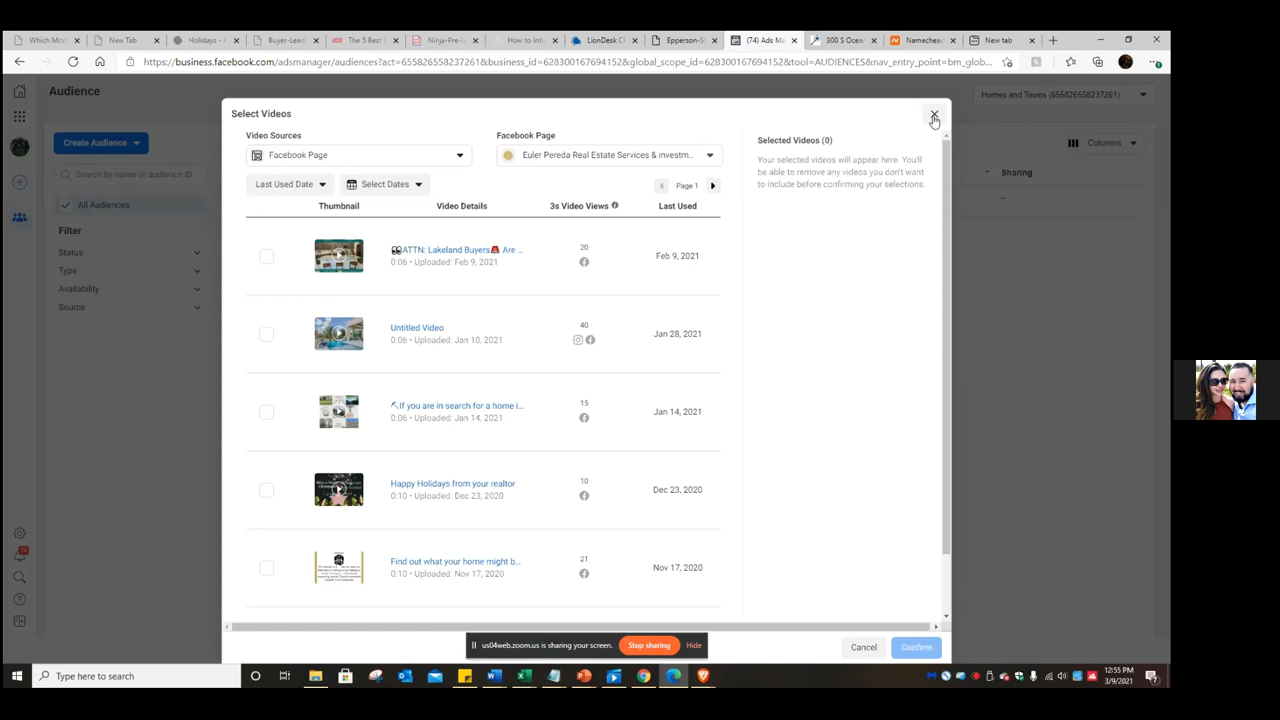 Which Mon
New Tab
Holidays - H
Buyer-Lead
The 5 Best F
Ninja-Pre-Li
How to inte
LionDesk C
Epperson-S
(74) Ads Ma
300 S Ocea
Namecheap
New tab
https://business.facebook.com/adsmanager/audiences?act=655826558237261&business_id=628300167694152&global_scope_id=628300167694152&tool=AUDIENCES&nav_entry_point=bm_glob...
Audience
Homes and Towns (655826558237261)
Create Audience
Search by name or audience ID
All Audiences
Filter
Status
Type
Availability
Source
Columns
Sharing
Select Videos
Video Sources
Facebook Page
Facebook Page
Euler Pereda Real Estate Services & investm...
Last Used Date
Select Dates
Page 1
Thumbnail
Video Details
3s Video Views
Last Used
ATTN: Lakeland Buyers Are ...
0:06 • Uploaded: Feb 9, 2021
20
Feb 9, 2021
Untitled Video
0:06 • Uploaded: Jan 10, 2021
40
Jan 28, 2021
If you are in search for a home i...
0:06 • Uploaded: Jan 14, 2021
15
Jan 14, 2021
Happy Holidays from your realtor
0:10 • Uploaded: Dec 23, 2020
10
Dec 23, 2020
Find out what your home might b...
0:10 • Uploaded: Nov 17, 2020
21
Nov 17, 2020
Selected Videos (0)
Your selected videos will appear here. You'll
be able to remove any videos you don't want
to include before confirming your selections.
us04web.zoom.us is sharing your screen.
Stop sharing
Hide
Cancel
Confirm
Type here to search
12:55 PM
3/9/2021